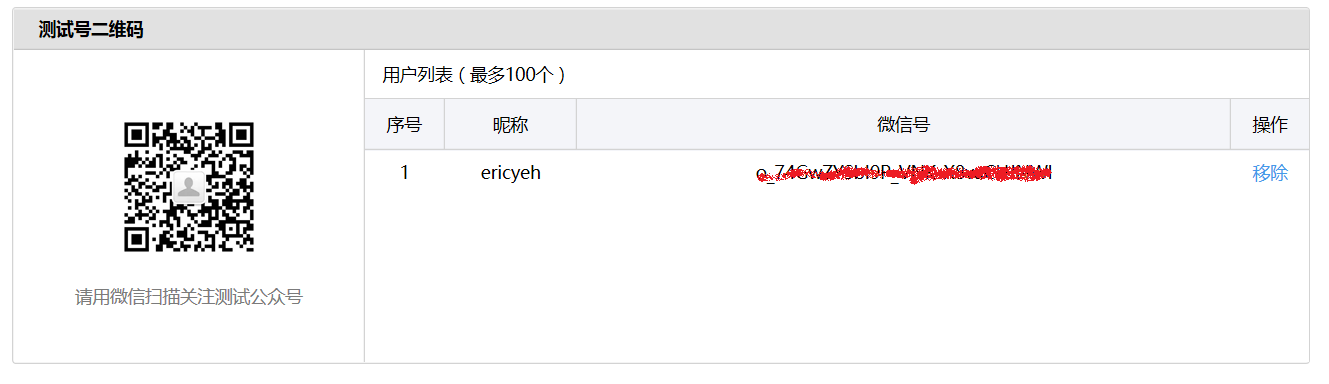 测试号二维码
用户列表（最多100个）
序号 昵称 微信号 操作
1 ericyeh 移除
请用微信扫描关注测试公众号